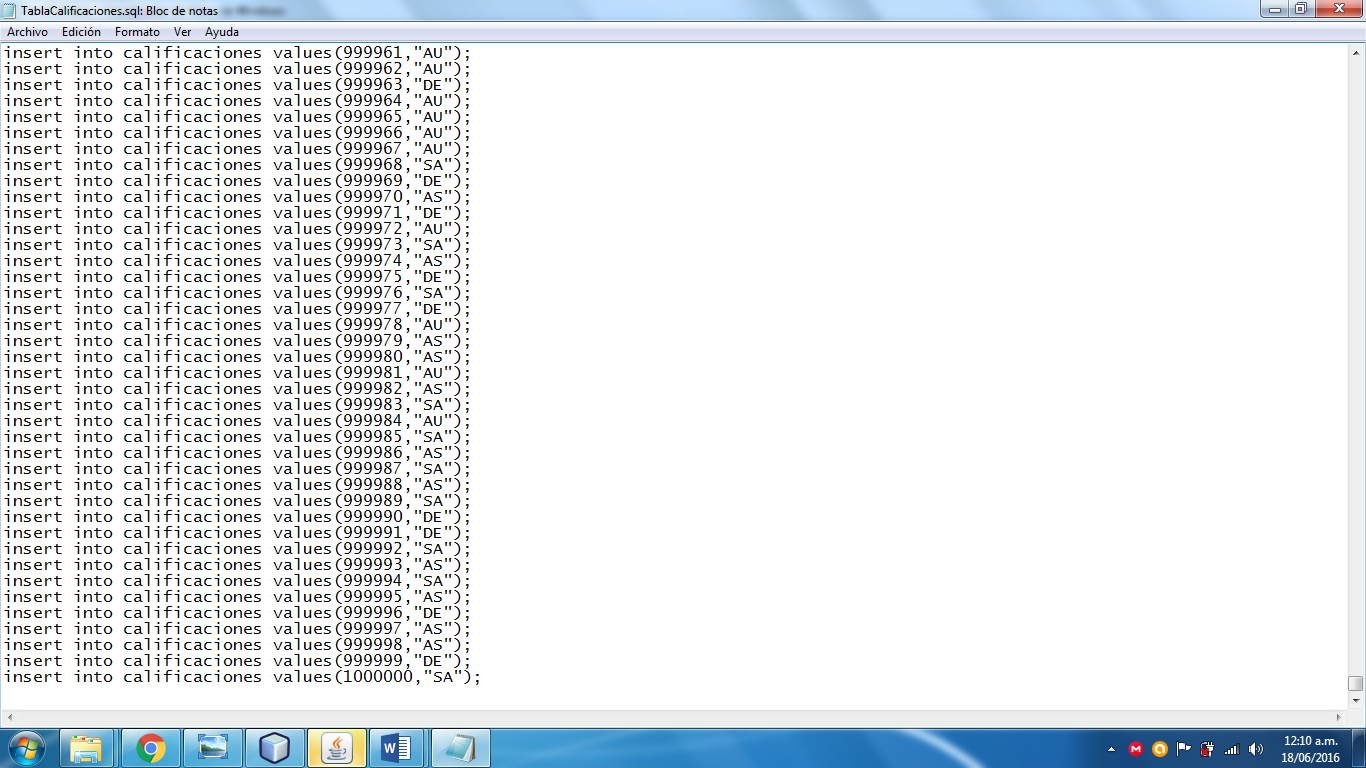 TablaCalificaciones.sql: Bloc de notas
Archivo Edición Formato Ver Ayuda
insert into calificaciones values(999961,"AU");
insert into calificaciones values(999962,"AU");
insert into calificaciones values(999963,"DE");
insert into calificaciones values(999964,"AU");
insert into calificaciones values(999965,"AU");
insert into calificaciones values(999966,"AU");
insert into calificaciones values(999967,"AU");
insert into calificaciones values(999968,"SA");
insert into calificaciones values(999969,"DE");
insert into calificaciones values(999970,"AS");
insert into calificaciones values(999971,"DE");
insert into calificaciones values(999972,"AU");
insert into calificaciones values(999973,"SA");
insert into calificaciones values(999974,"AS");
insert into calificaciones values(999975,"DE");
insert into calificaciones values(999976,"SA");
insert into calificaciones values(999977,"DE");
insert into calificaciones values(999978,"AU");
insert into calificaciones values(999979,"AS");
insert into calificaciones values(999980,"AS");
insert into calificaciones values(999981,"AU");
insert into calificaciones values(999982,"AS");
insert into calificaciones values(999983,"SA");
insert into calificaciones values(999984,"AU");
insert into calificaciones values(999985,"SA");
insert into calificaciones values(999986,"AS");
insert into calificaciones values(999987,"SA");
insert into calificaciones values(999988,"AS");
insert into calificaciones values(999989,"SA");
insert into calificaciones values(999990,"DE");
insert into calificaciones values(999991,"DE");
insert into calificaciones values(999992,"SA");
insert into calificaciones values(999993,"AS");
insert into calificaciones values(999994,"SA");
insert into calificaciones values(999995,"AS");
insert into calificaciones values(999996,"DE");
insert into calificaciones values(999997,"AS");
insert into calificaciones values(999998,"AS");
insert into calificaciones values(999999,"DE");
insert into calificaciones values(1000000,"SA");
12:10 a.m.
18/06/2016